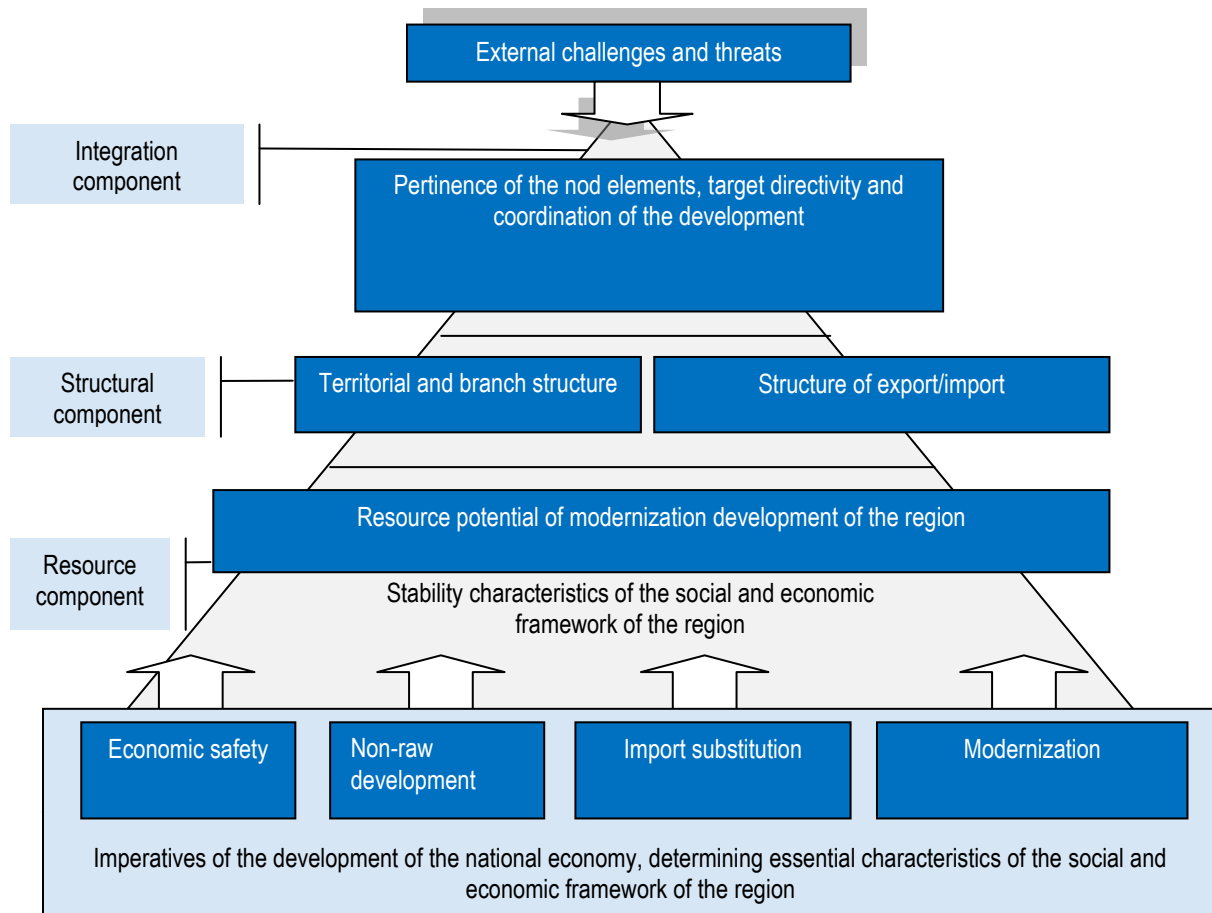 External challenges and threats
Integration
component
Pertinence of the nod elements, target directivity and
coordination of the development
Structural
component
Territorial and branch structure
Structure of export/import
Resource potential of modernization development of the region
Resource
component
Stability characteristics of the social and economic
framework of the region
Economic safety
Non-raw
development
Import substitution
Modernization
Imperatives of the development of the national economy, determining essential characteristics of the social and
economic framework of the region